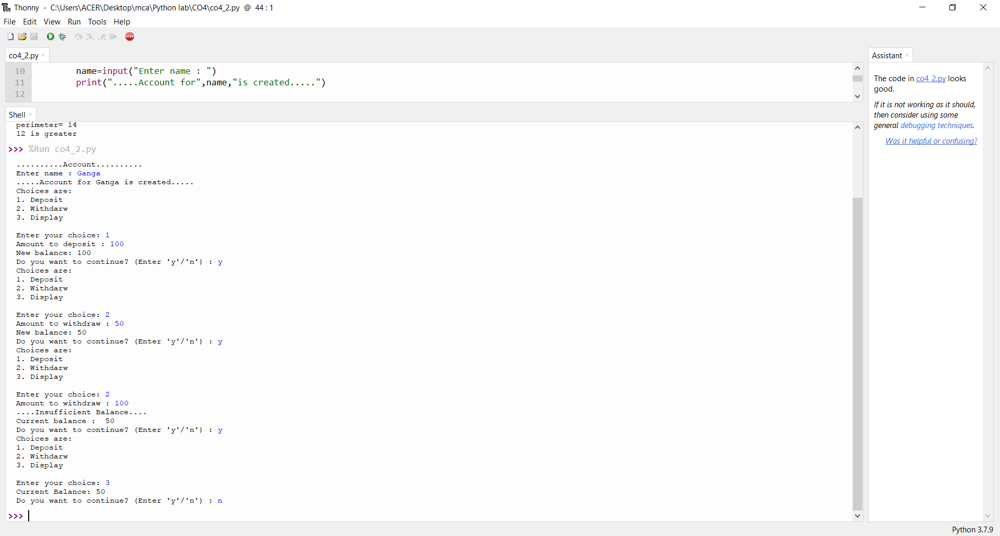 Thonny - C:\Users\ACER\Desktop\mca\Python lab\CO4\co4_2.py @ 44 : 1
File Edit View Run Tools Help
STOP
co4_2.py ×
10 name=input("Enter name : ")
11 print(".....Account for",name,"is created.....")
12
Shell ×
perimeter= 14
12 is greater
>>> %Run co4_2.py
..........Account..........
Enter name : Ganga
.....Account for Ganga is created.....
Choices are:
1. Deposit
2. Withdarw
3. Display
Enter your choice: 1
Amount to deposit : 100
New balance: 100
Do you want to continue? (Enter 'y'/'n') : y
Choices are:
1. Deposit
2. Withdarw
3. Display
Enter your choice: 2
Amount to withdraw : 50
New balance: 50
Do you want to continue? (Enter 'y'/'n') : y
Choices are:
1. Deposit
2. Withdarw
3. Display
Enter your choice: 2
Amount to withdraw : 100
....Insufficient Balance....
Current balance :  50
Do you want to continue? (Enter 'y'/'n') : y
Choices are:
1. Deposit
2. Withdarw
3. Display
Enter your choice: 3
Current Balance: 50
Do you want to continue? (Enter 'y'/'n') : n
>>>
Assistant ×
The code in co4_2.py looks
good.
If it is not working as it should,
then consider using some
general debugging techniques.
Was it helpful or confusing?
Python 3.7.9